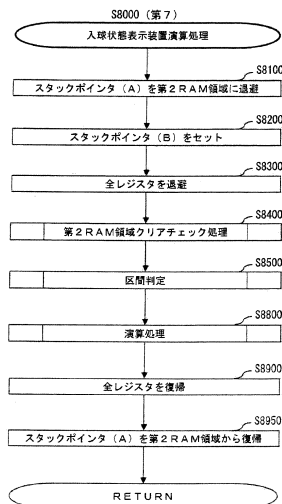 S8000 (第7)
入球状態表示装置演算処理
S8100
スタックポインタ (A) を第2RAM領域に退避
S8200
スタックポインタ (B) をセット
S8300
全レジスタを退避
S8400
第2RAM領域クリアチェック処理
S8500
区間判定
S8800
演算処理
S8900
全レジスタを復帰
S8950
スタックポインタ (A) を第2RAM領域から復帰
RETURN